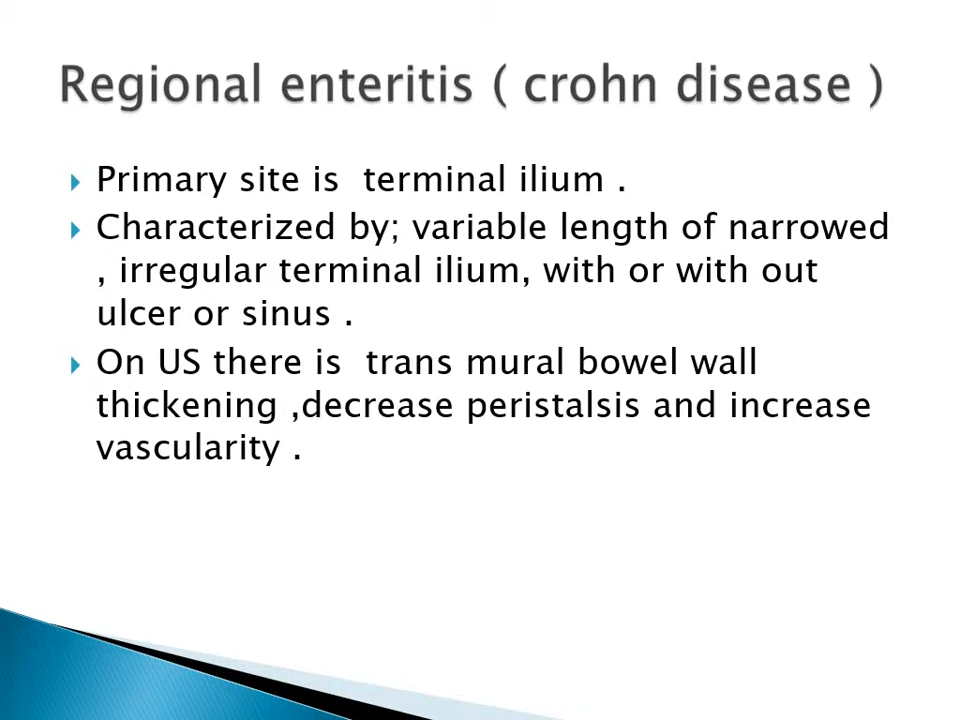 Regional enteritis ( crohn disease )
Primary site is terminal ilium .
Characterized by; variable length of narrowed
, irregular terminal ilium, with or with out
ulcer or sinus .
On US there is trans mural bowel wall
thickening ,decrease peristalsis and increase
vascularity .